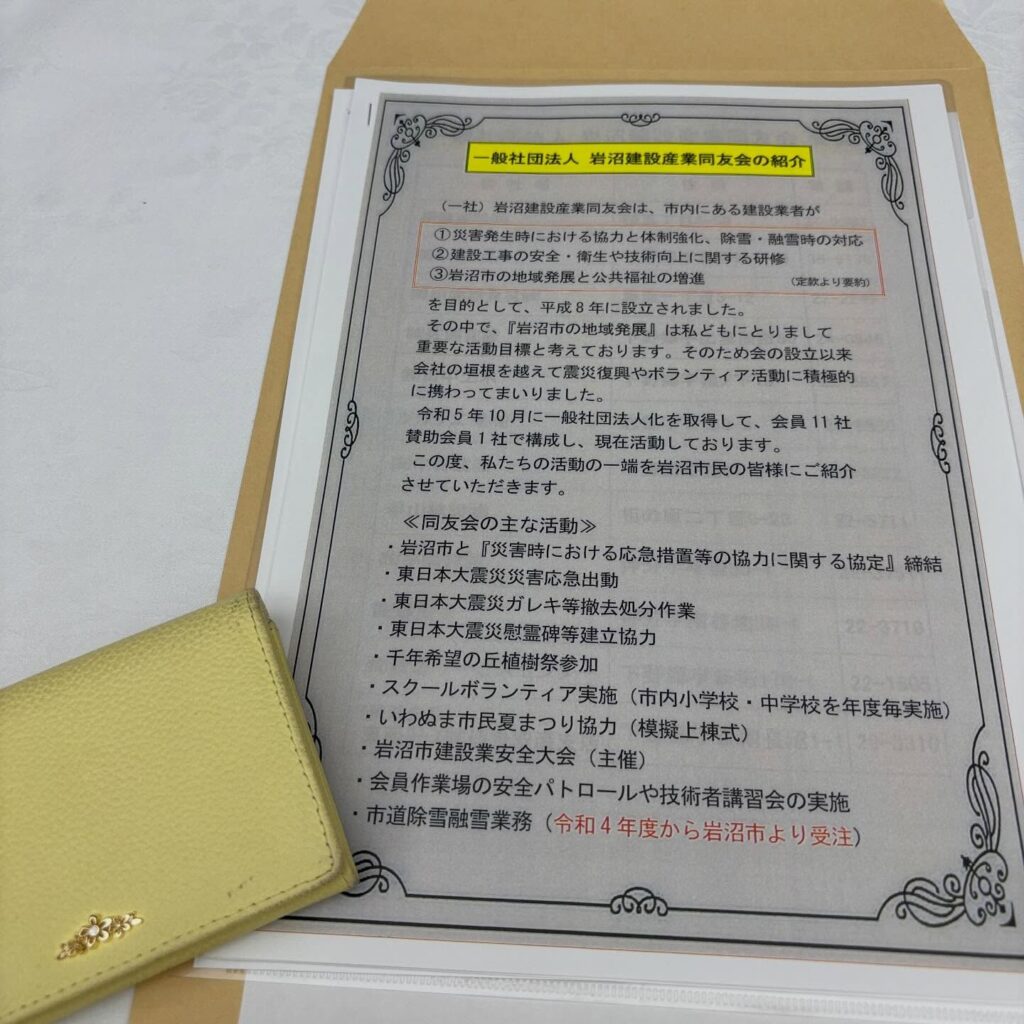 一般社団法人 岩沼建設産業同友会の紹介
（一社）岩沼建設産業同友会は、市内にある建設業者が
①災害発生時における協力と体制強化、除雪・融雪時の対応
②建設工事の安全・衛生や技術向上に関する研修
③岩沼市の地域発展と公共福祉の増進 （定款より要約）
を目的として、平成８年に設立されました。
その中で、『岩沼市の地域発展』は私どもにとりまして
重要な活動目標と考えております。そのため会の設立以来
会社の垣根を越えて震災復興やボランティア活動に積極的
に携わってまいりました。
令和５年10月に一般社団法人化を取得して、会員11社
賛助会員１社で構成し、現在活動しております。
この度、私たちの活動の一端を岩沼市民の皆様にご紹介
させていただきます。
≪同友会の主な活動≫
・岩沼市と『災害時における応急措置等の協力に関する協定』締結
・東日本大震災災害応急出動
・東日本大震災ガレキ等撤去処分作業
・東日本大震災慰霊碑等建立協力
・千年希望の丘植樹祭参加
・スクールボランティア実施（市内小学校・中学校を年度毎実施）
・いわぬま市民夏まつり協力（模擬上棟式）
・岩沼市建設業安全大会（主催）
・会員作業場の安全パトロールや技術者講習会の実施
・市道除雪融雪業務（令和４年度から岩沼市より受注）